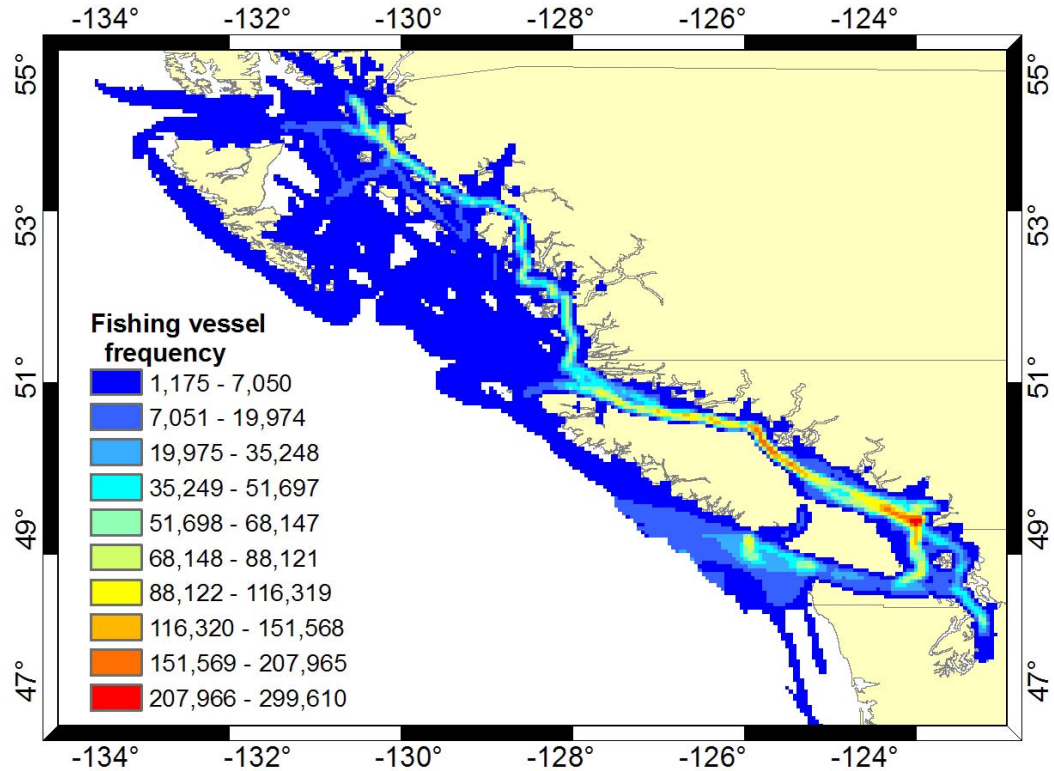 -134° -132° -130° -128° -126° -124°
55° 55°
53° 53°
51° 51°
49° 49°
47° 47°
Fishing vessel
frequency
1,175 - 7,050
7,051 - 19,974
19,975 - 35,248
35,249 - 51,697
51,698 - 68,147
68,148 - 88,121
88,122 - 116,319
116,320 - 151,568
151,569 - 207,965
207,966 - 299,610
-134° -132° -130° -128° -126° -124°